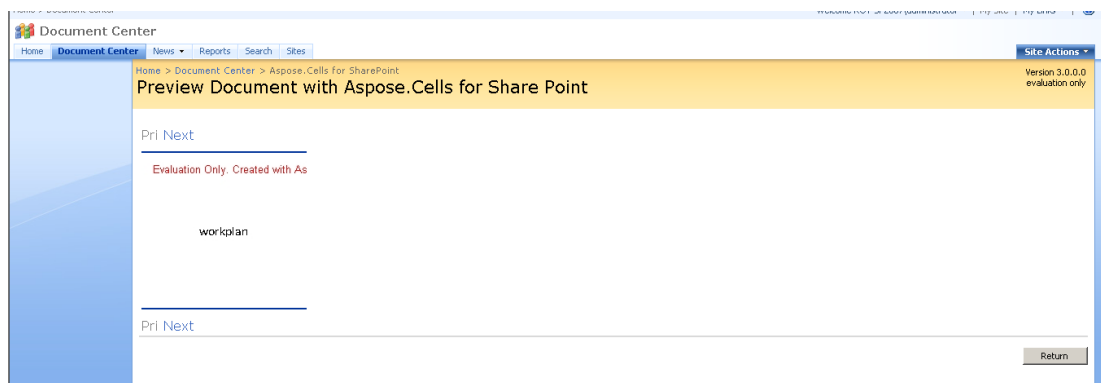 Document Center
Home Document Center News Reports Search Sites Site Actions
Home > Document Center > Aspose.Cells for SharePoint
Preview Document with Aspose.Cells for Share Point
Version 3.0.0.0
evaluation only
Pri Next
Evaluation Only. Created with As
workplan
Pri Next
Return